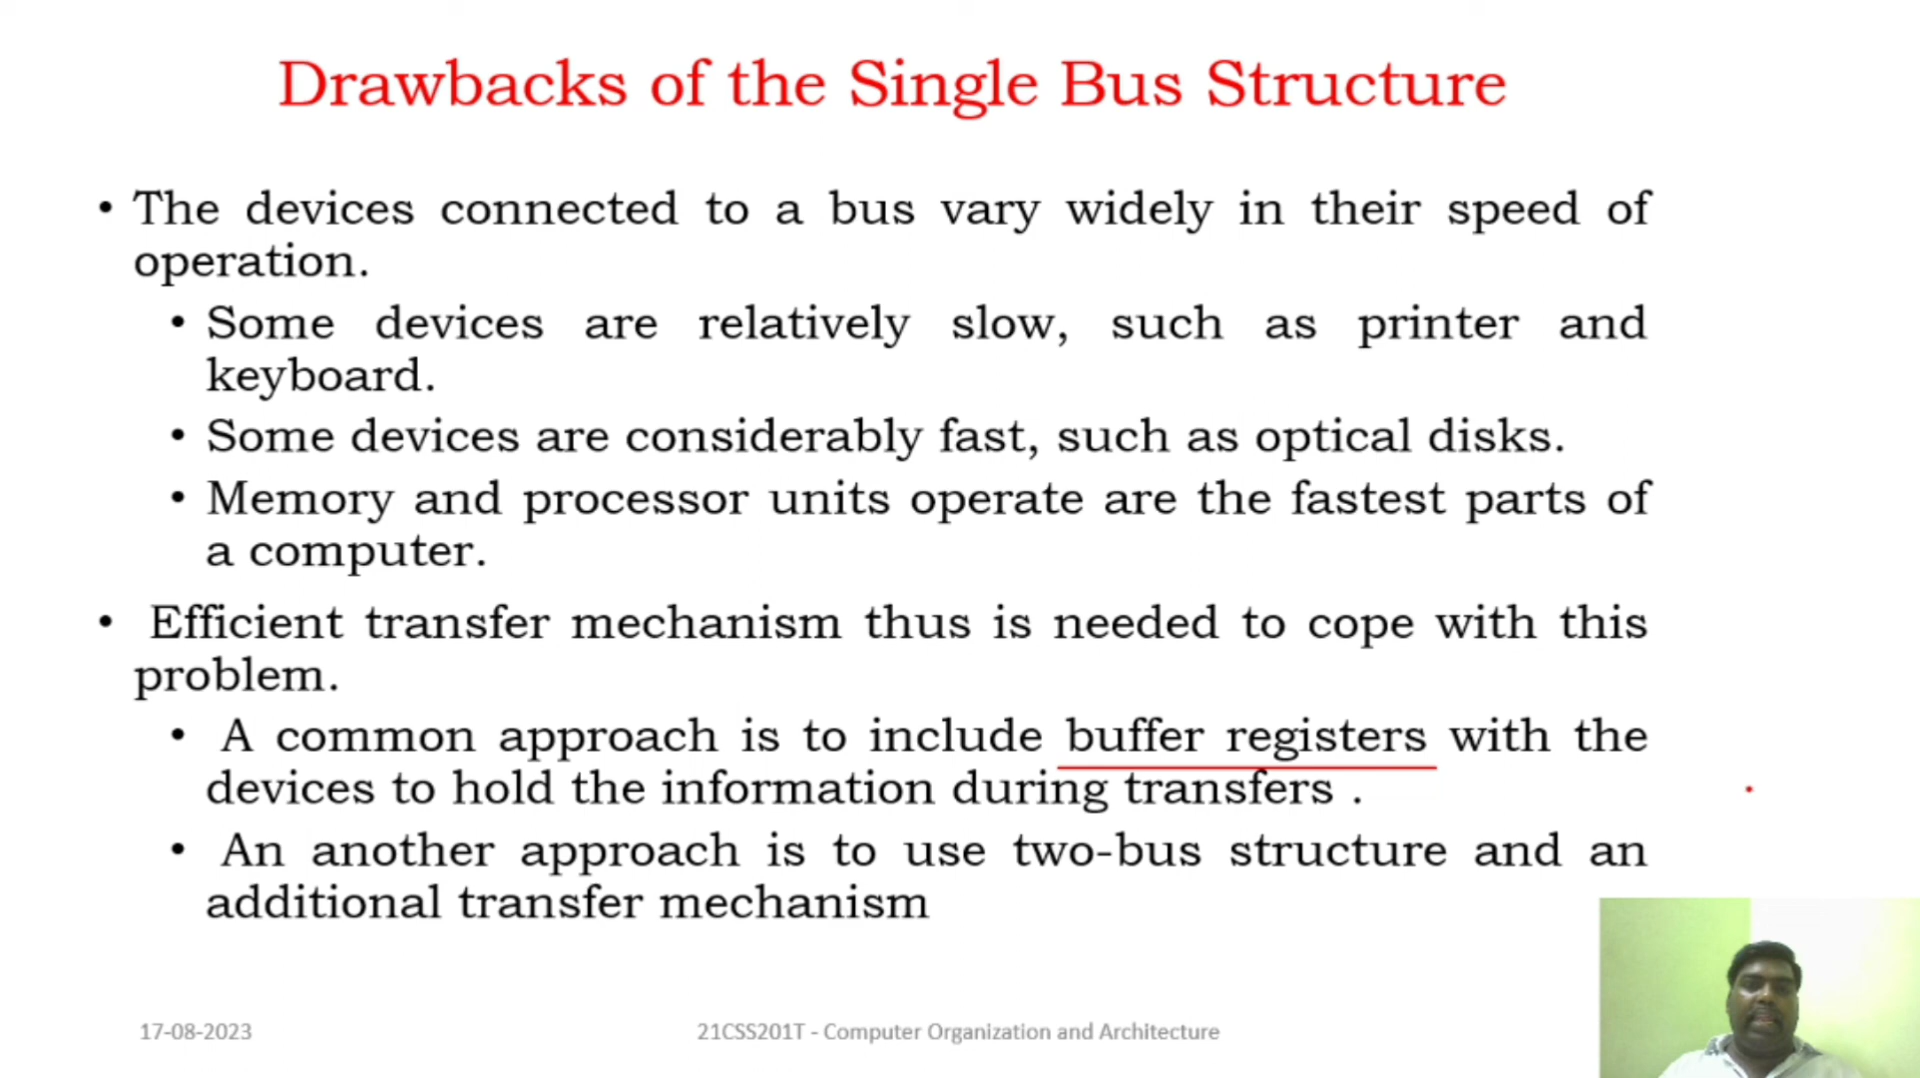 Drawbacks of the Single Bus Structure
• The devices connected to a bus vary widely in their speed of
operation.
• Some devices are relatively slow, such as printer and
keyboard.
• Some devices are considerably fast, such as optical disks.
• Memory and processor units operate are the fastest parts of
a computer.
• Efficient transfer mechanism thus is needed to cope with this
problem.
• A common approach is to include buffer registers with the
devices to hold the information during transfers .
• An another approach is to use two-bus structure and an
additional transfer mechanism
17-08-2023
21CSS201T - Computer Organization and Architecture